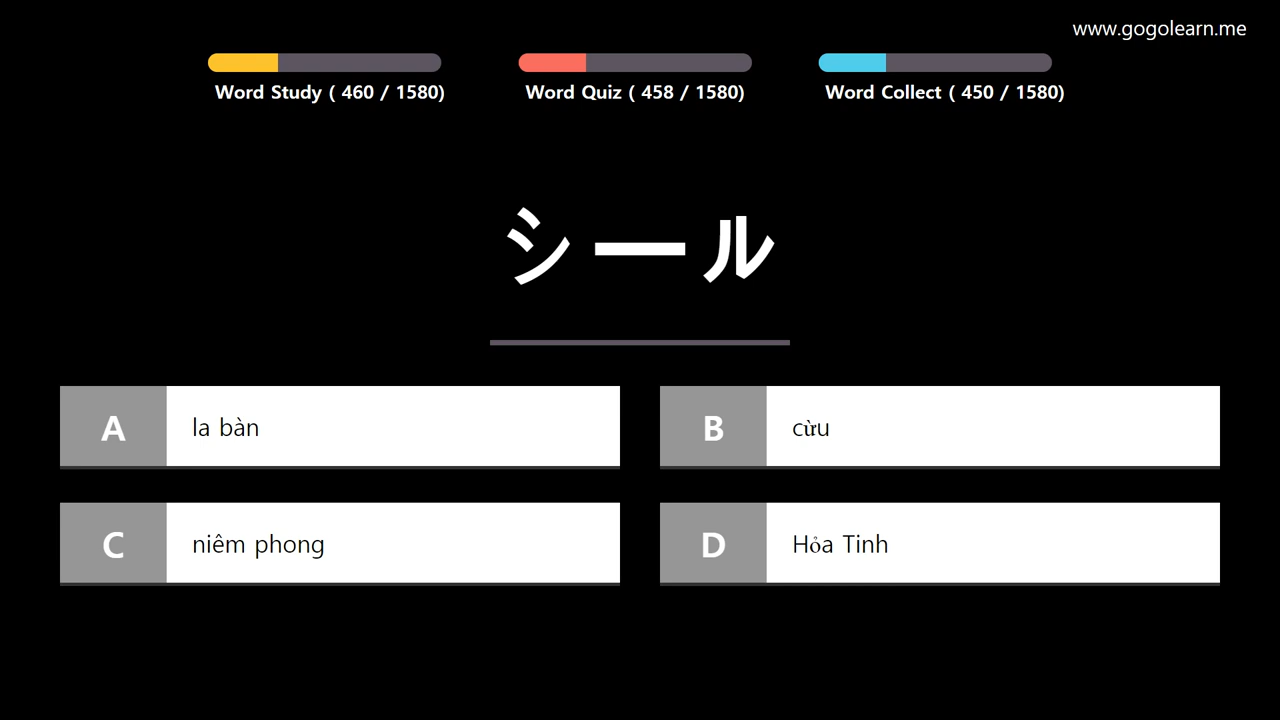 www.gogolearn.me
Word Study ( 460 / 1580)
Word Quiz ( 458 / 1580)
Word Collect ( 450 / 1580)
シール
A la bàn
B cừu
C niêm phong
D Hỏa Tinh